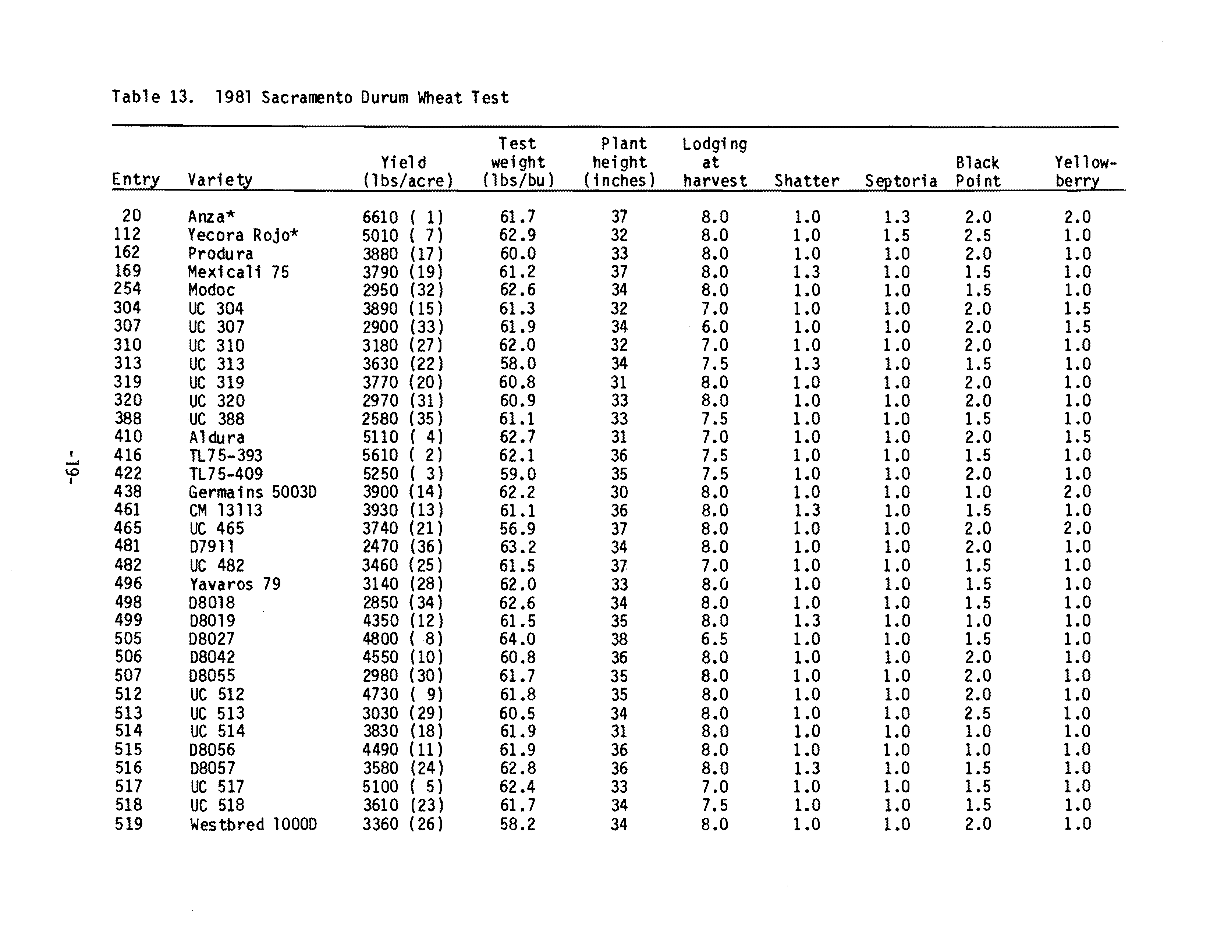 Table 13. 1981 Sacramento Durum Wheat Test
Test Plant Lodging
Yield weight height at Black Yellow-
Entry Variety (lbs/acre) (lbs/bu) (inches) harvest Shatter Septoria Point berry
20 Anza* 6610 ( 1) 61.7 37 8.0 1.0 1.3 2.0 2.0
112 Yecora Rojo* 5010 ( 7) 62.9 32 8.0 1.0 1.5 2.5 1.0
162 Produra 3880 (17) 60.0 33 8.0 1.0 1.0 2.0 1.0
169 Mexicali 75 3790 (19) 61.2 37 8.0 1.3 1.0 1.5 1.0
254 Modoc 2950 (32) 62.6 34 8.0 1.0 1.0 1.5 1.0
304 UC 304 3890 (15) 61.3 32 7.0 1.0 1.0 2.0 1.5
307 UC 307 2900 (33) 61.9 34 6.0 1.0 1.0 2.0 1.5
310 UC 310 3180 (27) 62.0 32 7.0 1.0 1.0 2.0 1.0
313 UC 313 3630 (22) 58.0 34 7.5 1.3 1.0 1.5 1.0
319 UC 319 3770 (20) 60.8 31 8.0 1.0 1.0 2.0 1.0
320 UC 320 2970 (31) 60.9 33 8.0 1.0 1.0 2.0 1.0
388 UC 388 2580 (35) 61.1 33 7.5 1.0 1.0 1.5 1.0
410 Aldura 5110 ( 4) 62.7 31 7.0 1.0 1.0 2.0 1.5
416 TL75-393 5610 ( 2) 62.1 36 7.5 1.0 1.0 1.5 1.0
422 TL75-409 5250 ( 3) 59.0 35 7.5 1.0 1.0 2.0 1.0
438 Germains 5003D 3900 (14) 62.2 30 8.0 1.0 1.0 1.0 2.0
461 CM 13113 3930 (13) 61.1 36 8.0 1.3 1.0 1.5 1.0
465 UC 465 3740 (21) 56.9 37 8.0 1.0 1.0 2.0 2.0
481 D7911 2470 (36) 63.2 34 8.0 1.0 1.0 2.0 1.0
482 UC 482 3460 (25) 61.5 37 7.0 1.0 1.0 1.5 1.0
496 Yavaros 79 3140 (28) 62.0 33 8.0 1.0 1.0 1.5 1.0
498 D8018 2850 (34) 62.6 34 8.0 1.0 1.0 1.5 1.0
499 D8019 4350 (12) 61.5 35 8.0 1.3 1.0 1.0 1.0
505 D8027 4800 ( 8) 64.0 38 6.5 1.0 1.0 1.5 1.0
506 D8042 4550 (10) 60.8 36 8.0 1.0 1.0 2.0 1.0
507 D8055 2980 (30) 61.7 35 8.0 1.0 1.0 2.0 1.0
512 UC 512 4730 ( 9) 61.8 35 8.0 1.0 1.0 2.0 1.0
513 UC 513 3030 (29) 60.5 34 8.0 1.0 1.0 2.5 1.0
514 UC 514 3830 (18) 61.9 31 8.0 1.0 1.0 1.0 1.0
515 D8056 4490 (11) 61.9 36 8.0 1.0 1.0 1.0 1.0
516 D8057 3580 (24) 62.8 36 8.0 1.3 1.0 1.5 1.0
517 UC 517 5100 ( 5) 62.4 33 7.0 1.0 1.0 1.5 1.0
518 UC 518 3610 (23) 61.7 34 7.5 1.0 1.0 1.5 1.0
519 Westbred 1000D 3360 (26) 58.2 34 8.0 1.0 1.0 2.0 1.0
-19-